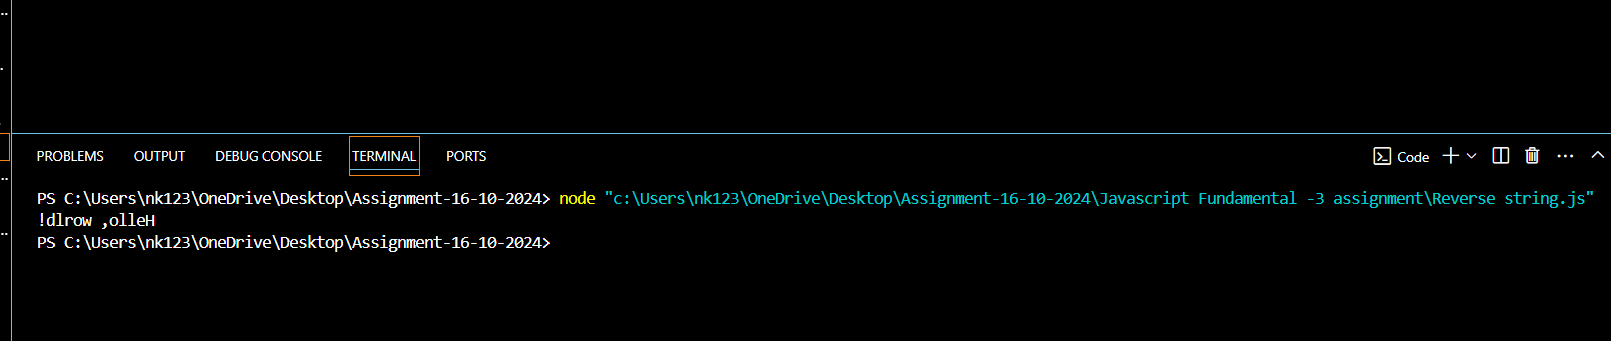 PROBLEMS OUTPUT DEBUG CONSOLE TERMINAL PORTS Code
PS C:\Users\nk123\OneDrive\Desktop\Assignment-16-10-2024> node "c:\Users\nk123\OneDrive\Desktop\Assignment-16-10-2024\Javascript Fundamental -3 assignment\Reverse string.js"
!dlrow ,olleH
PS C:\Users\nk123\OneDrive\Desktop\Assignment-16-10-2024>